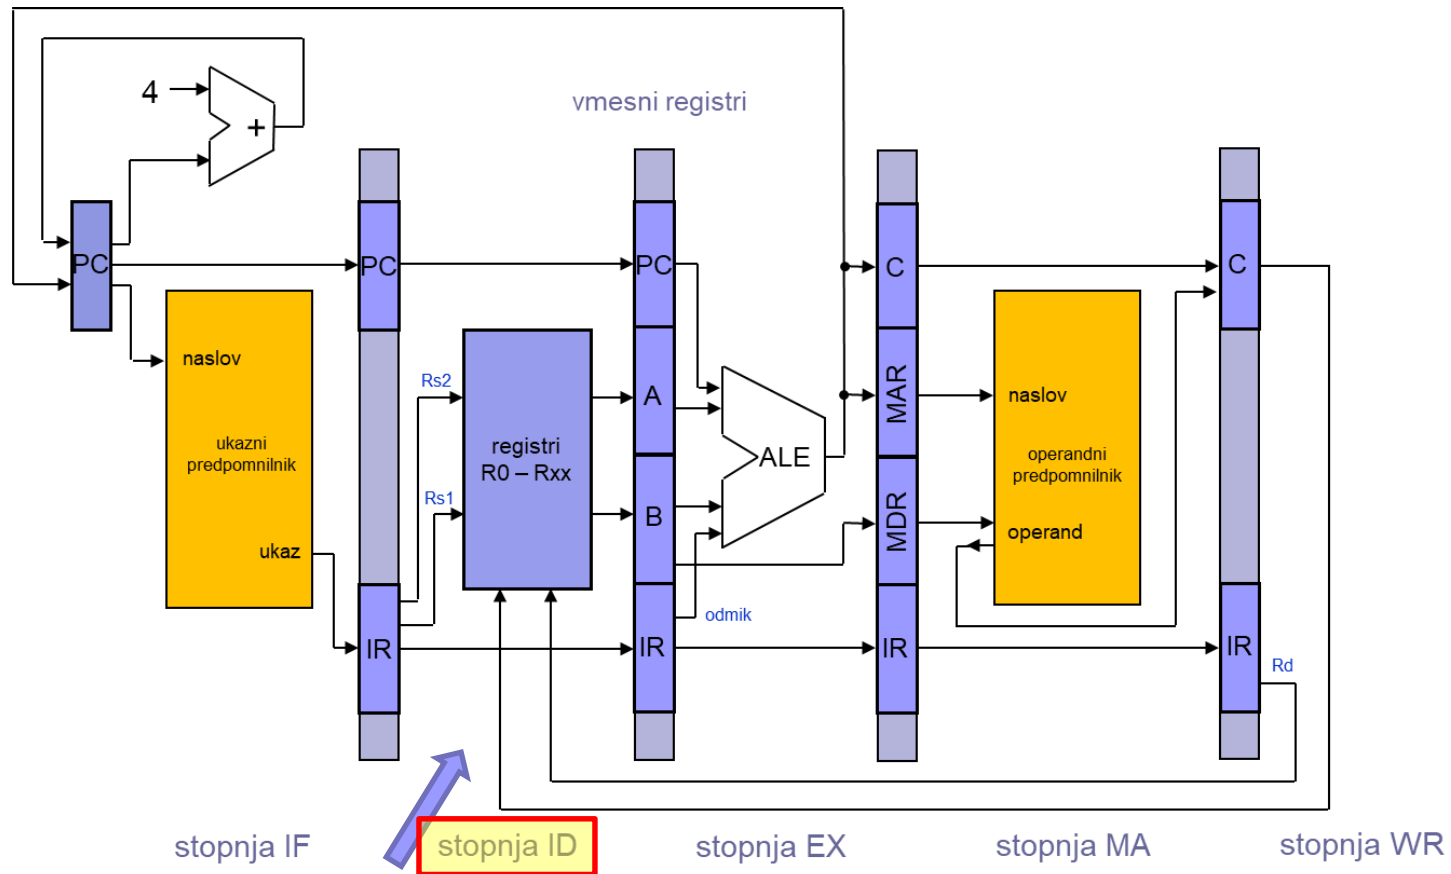 vmesni registri
4
+
PC
naslov
ukazni
predpomnilnik
ukaz
PC
IR
Rs2
Rs1
registri
R0 – Rxx
PC
A
B
IR
odmik
ALE
C
MAR
MDR
IR
naslov
operandni
predpomnilnik
operand
C
IR
Rd
stopnja IF
stopnja ID
stopnja EX
stopnja MA
stopnja WR